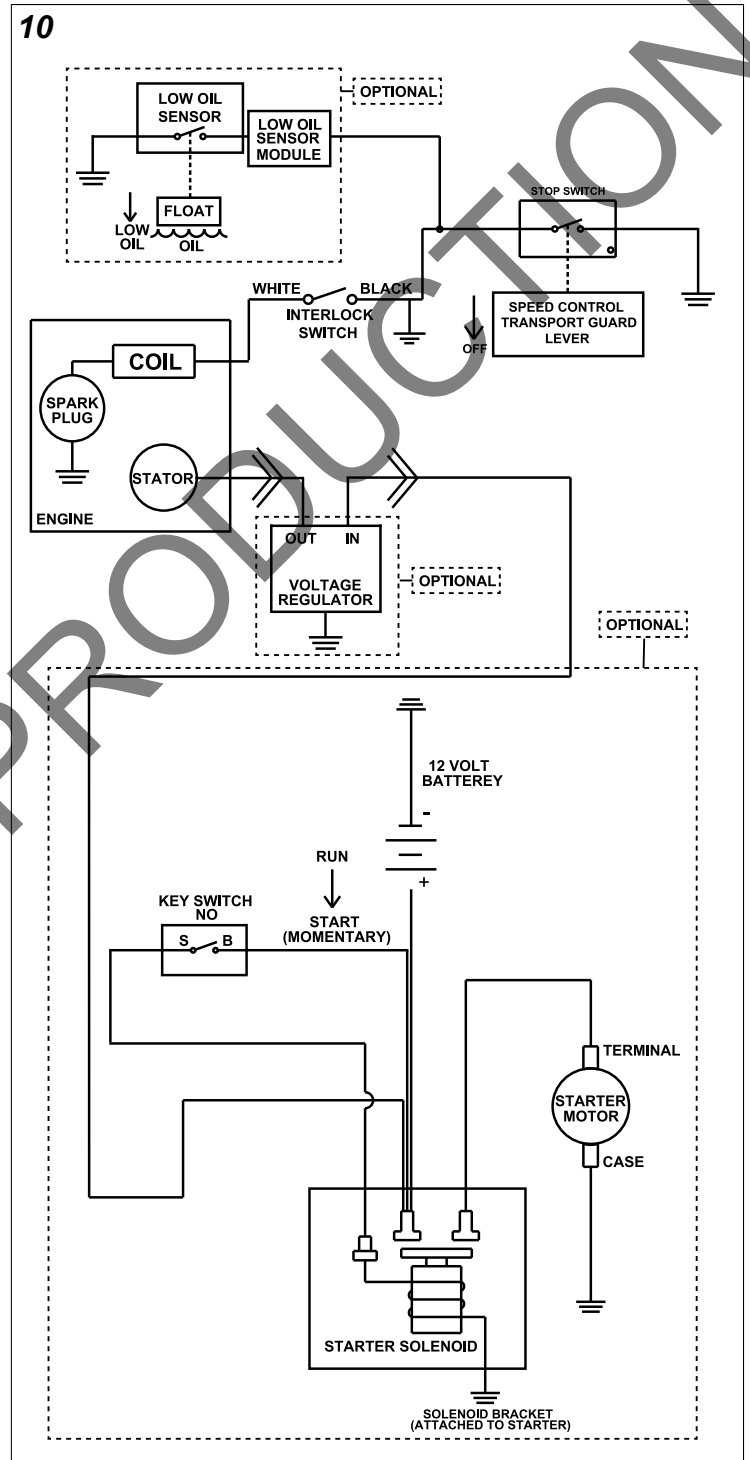 10
OPTIONAL
LOW OIL
SENSOR
LOW OIL
SENSOR
MODULE
FLOAT
LOW
OIL
OIL
STOP SWITCH
WHITE
BLACK
INTERLOCK
SWITCH
OFF
SPEED CONTROL
TRANSPORT GUARD
LEVER
COIL
SPARK
PLUG
STATOR
ENGINE
OUT
IN
VOLTAGE
REGULATOR
OPTIONAL
OPTIONAL
12 VOLT
BATTEREY
-
+
RUN
START
(MOMENTARY)
KEY SWITCH
NO
S
B
TERMINAL
STARTER
MOTOR
CASE
STARTER SOLENOID
SOLENOID BRACKET
(ATTACHED TO STARTER)
PRODUCTION